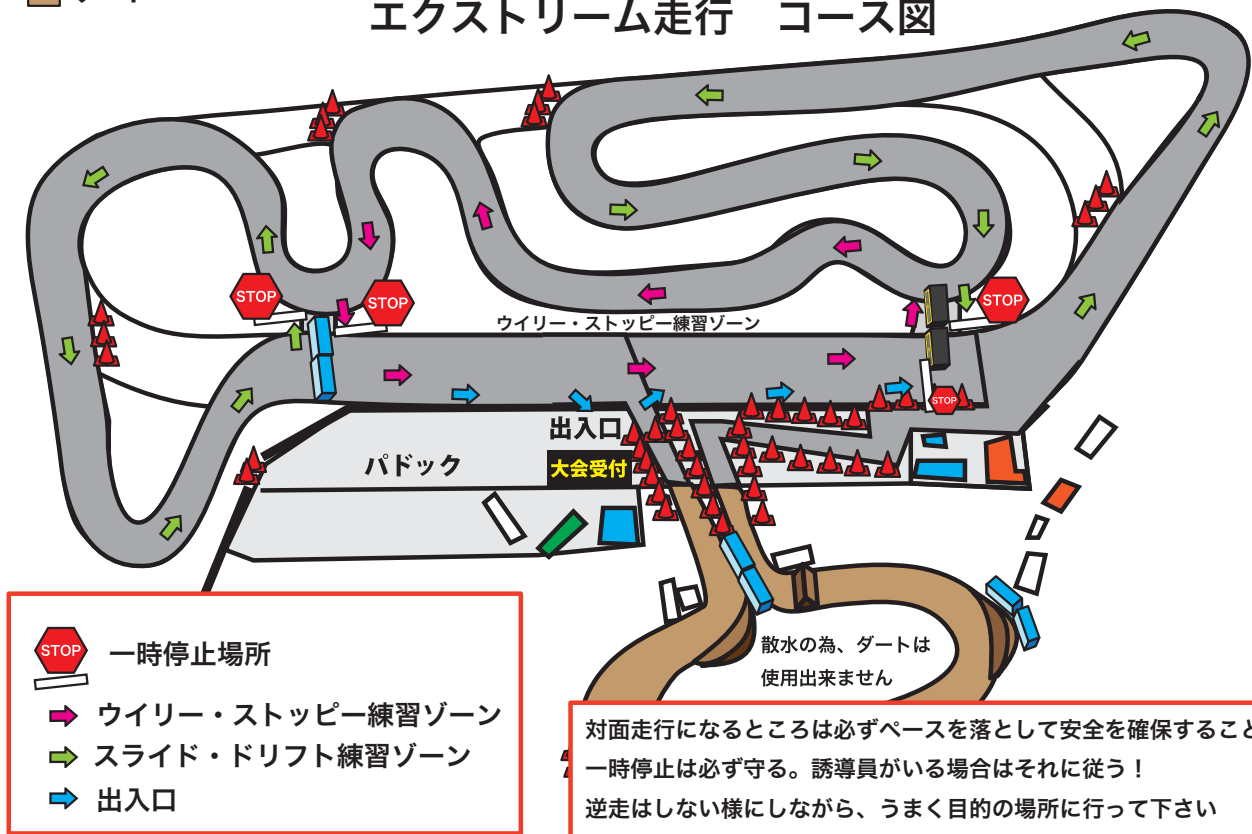 エクストリーム走行　コース図
STOP
STOP
STOP
ウイリー・ストッピー練習ゾーン
STOP
出入口
パドック
大会受付
散水の為、ダートは
使用出来ません
STOP 一時停止場所
ウイリー・ストッピー練習ゾーン
スライド・ドリフト練習ゾーン
出入口
対面走行になるところは必ずペースを落として安全を確保すること
一時停止は必ず守る。誘導員がいる場合はそれに従う！
逆走はしない様にしながら、うまく目的の場所に行って下さい